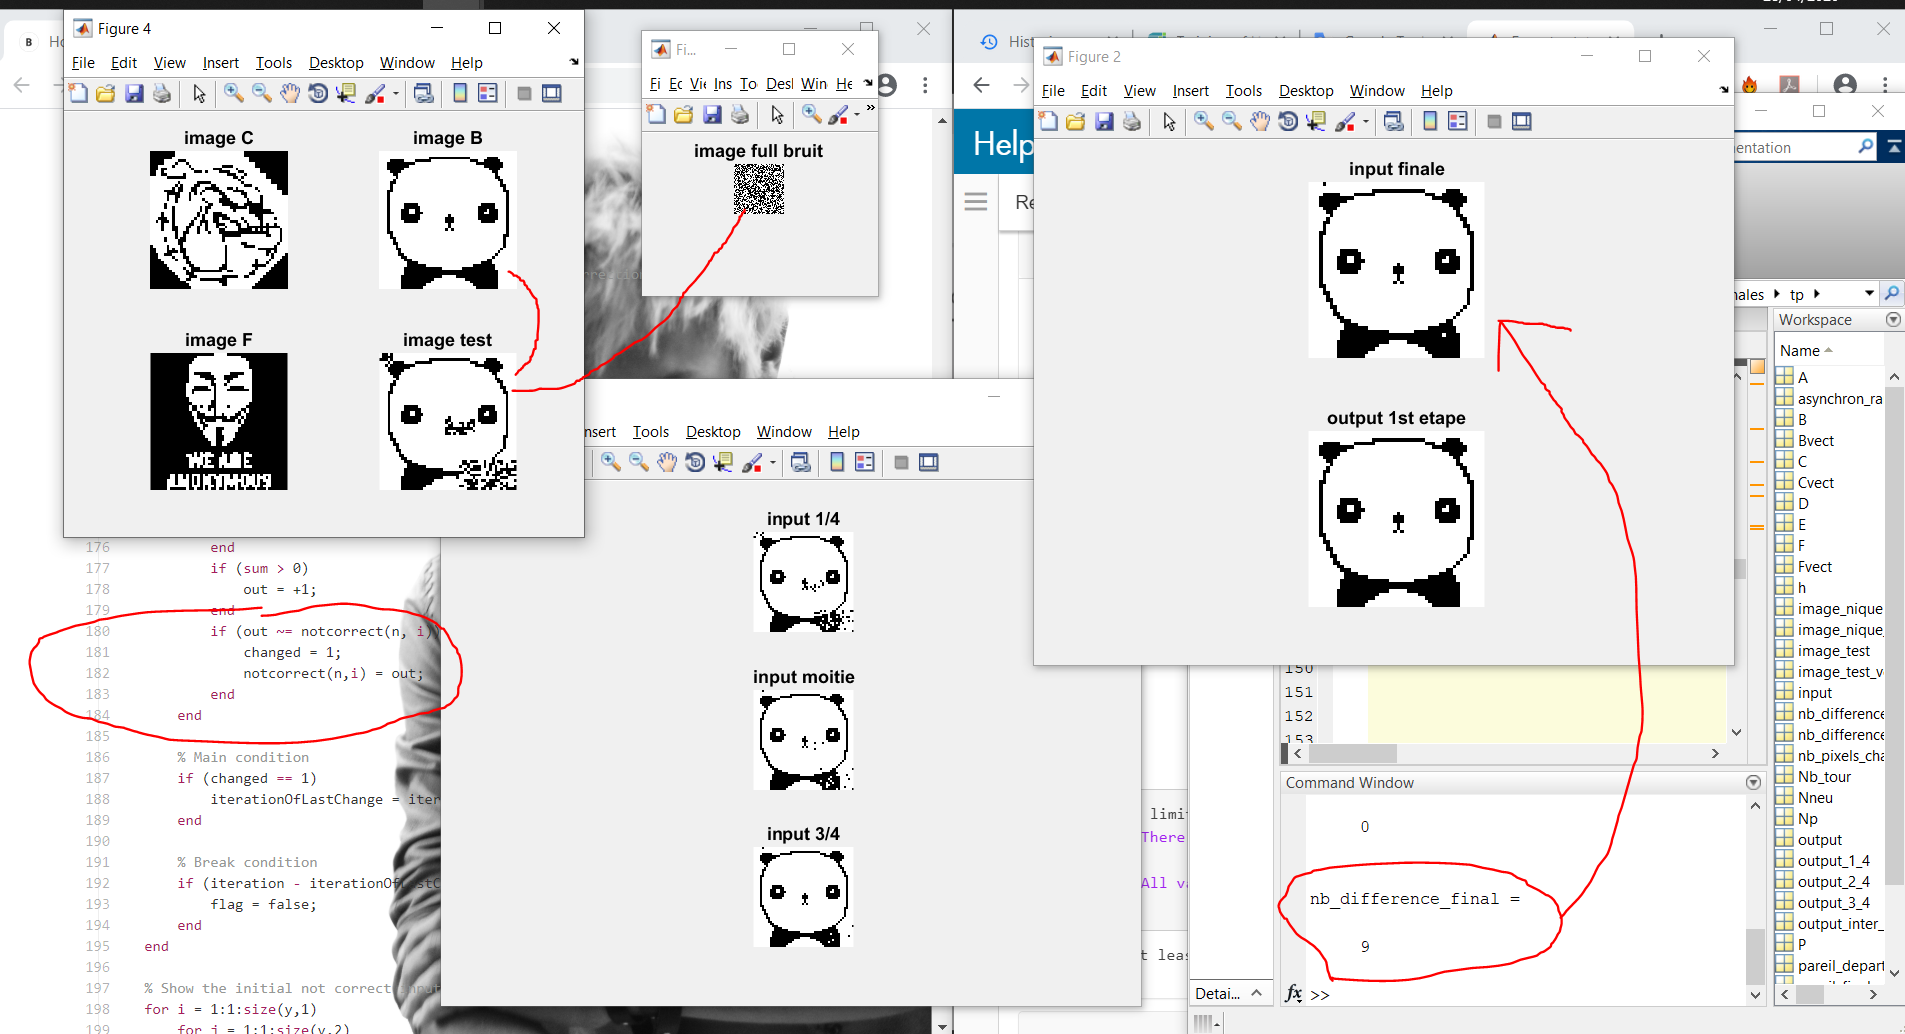 Figure 4
File Edit View Insert Tools Desktop Window Help
image C
image B
image F
image test
WE ARE
ANONYMOUS
Fi...
Fi Ec Vie Ins To Desl Win He
image full bruit
Figure 2
File Edit View Insert Tools Desktop Window Help
input finale
output 1st etape
nsert Tools Desktop Window Help
input 1/4
input moitie
input 3/4
B
Hist
Help
Re
entation
nales tp
Workspace
Name
A
asynchron_ra
B
Bvect
C
Cvect
D
E
F
Fvect
h
image_nique
image_nique_
image_test
image_test_v
input
nb_difference
nb_difference
nb_pixels_cha
Nb_tour
Nneu
Np
output
output_1_4
output_2_4
output_3_4
output_inter_
P
pareil_depart
176 end
177 if (sum > 0)
178 out = +1;
179 end
180 if (out ~= notcorrect(n, i)
181 changed = 1;
182 notcorrect(n,i) = out;
183 end
184 end
185
186 % Main condition
187 if (changed == 1)
188 iterationOfLastChange = iter
189 end
190
191 % Break condition
192 if (iteration - iterationOfLastC
193 flag = false;
194 end
195 end
196
197 % Show the initial not correct
198 for i = 1:1:size(y,1)
199 for j = 1:1:size(y,2)
limit
There
All va
t leas
150
151
152
153
Command Window
0
nb_difference_final =
9
fx >>
Detai...